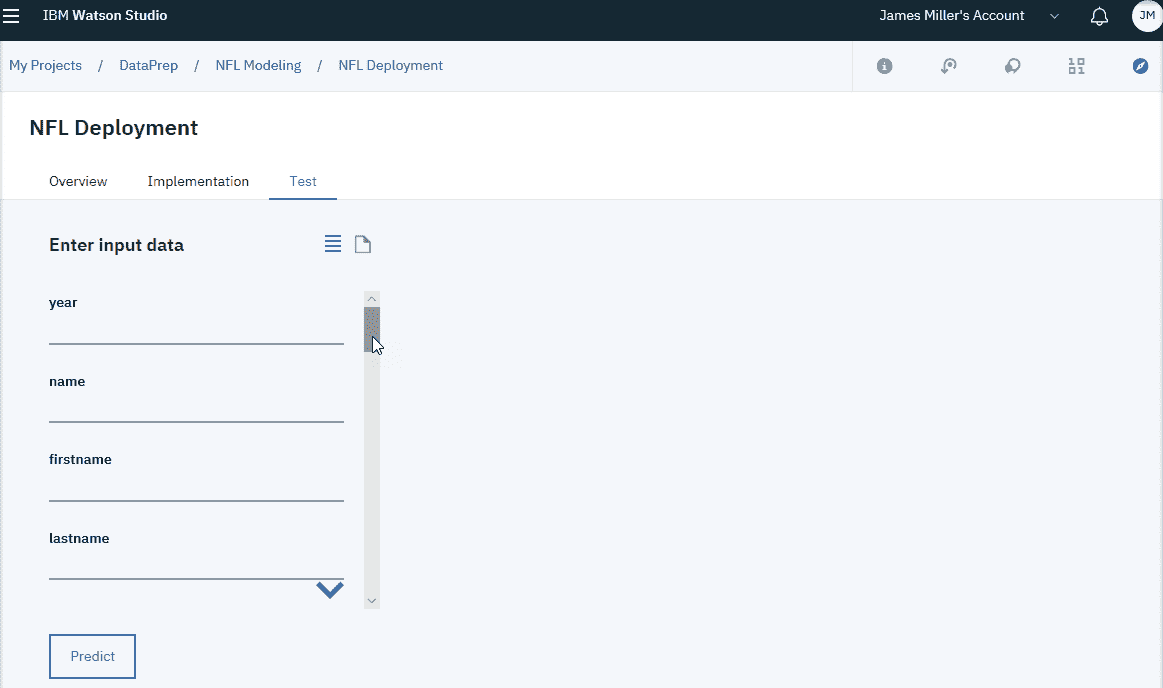 IBM Watson Studio
James Miller's Account
JM
My Projects / DataPrep / NFL Modeling / NFL Deployment
NFL Deployment
Overview
Implementation
Test
Enter input data
year
name
firstname
lastname
Predict